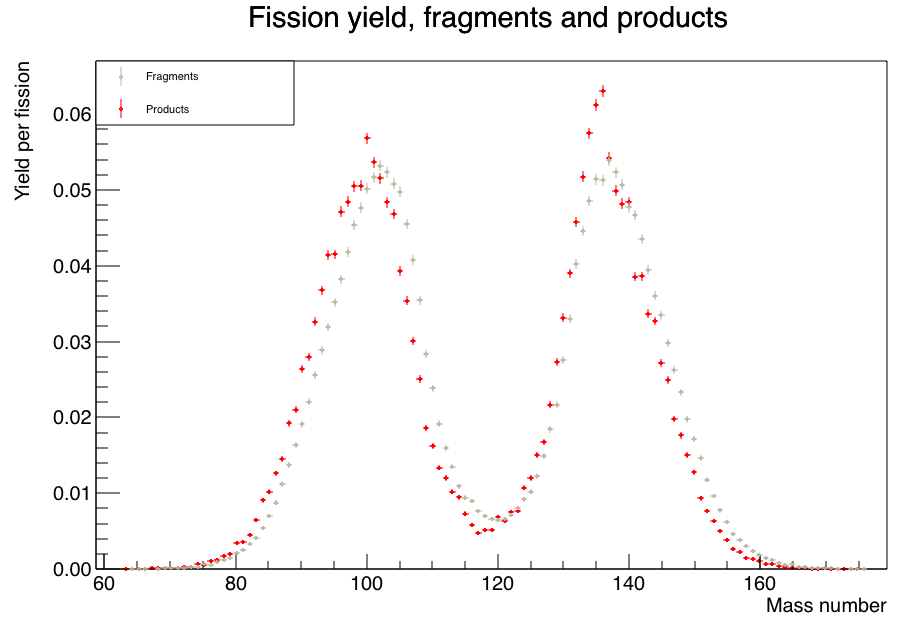 Fission yield, fragments and products
Yield per fission
Fragments
Products
0.06
0.05
0.04
0.03
0.02
0.01
0.00
60 80 100 120 140 160
Mass number